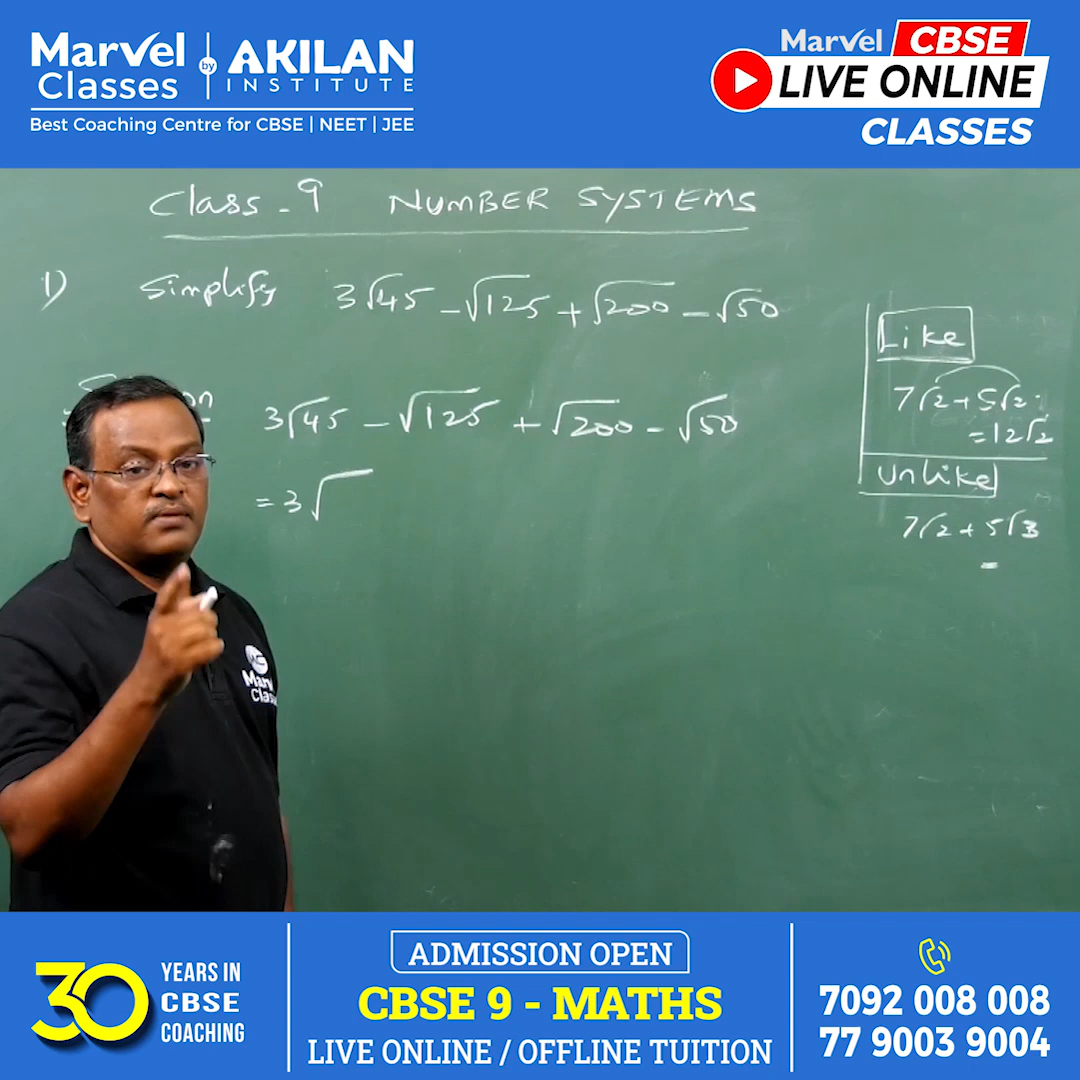 Marvel Classes by AKILAN INSTITUTE
Best Coaching Centre for CBSE | NEET | JEE
Marvel CBSE
LIVE ONLINE
CLASSES
Class - 9 NUMBER SYSTEMS
1) Simplify 3√45 - √125 + √200 - √50
3√45 - √125 + √200 - √50
= 3√
Like
7√2 + 5√2
= 12√2
Unlike
7√2 + 5√3
=
Marvel
Classes
30 YEARS IN CBSE COACHING
ADMISSION OPEN
CBSE 9 - MATHS
LIVE ONLINE / OFFLINE TUITION
7092 008 008
77 9003 9004